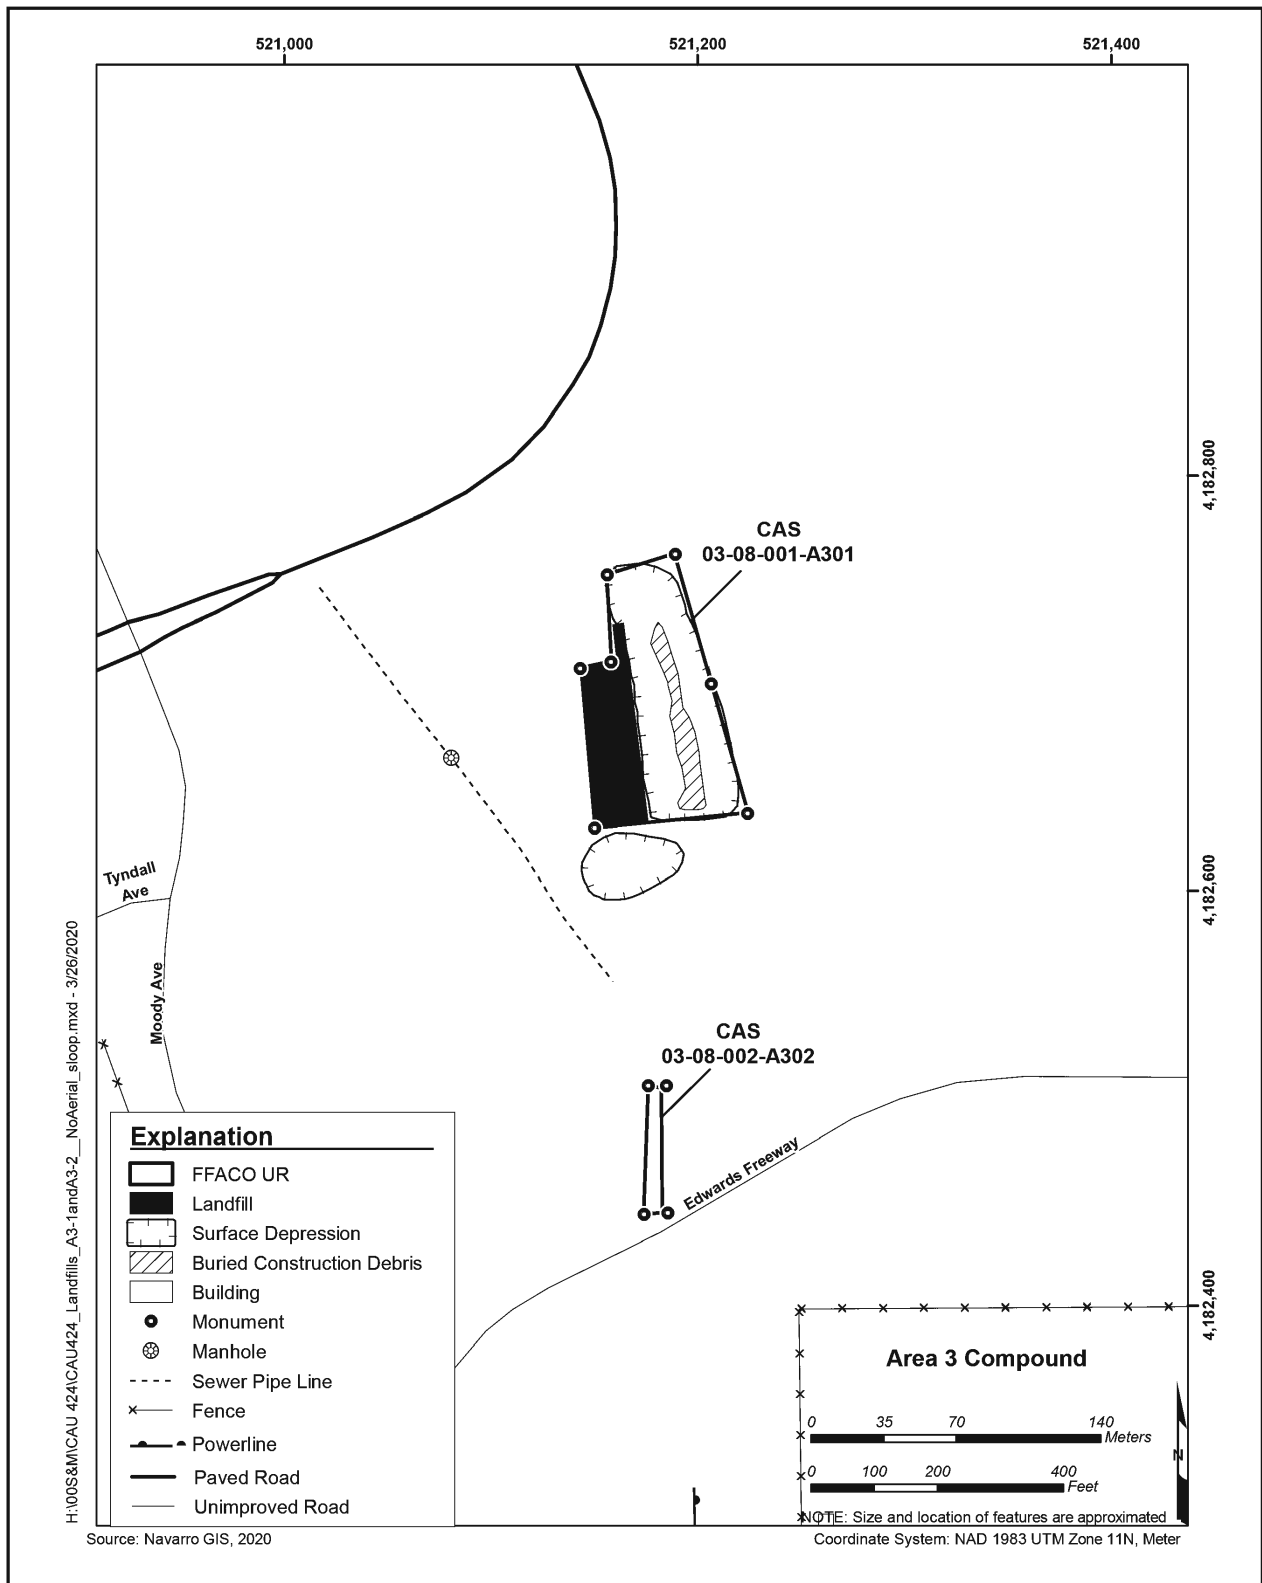 521,000
521,200
521,400
4,182,800
CAS
03-08-001-A301
4,182,600
Tyndall
Ave
Moody Ave
CAS
03-08-002-A302
Edwards Freeway
4,182,400
H:\00S&M\CAU 424\CAU424_Landfills_A3-1andA3-2__NoAerial_sloop.mxd - 3/26/2020
Explanation
FFACO UR
Landfill
Surface Depression
Buried Construction Debris
Building
Monument
Manhole
Sewer Pipe Line
Fence
Powerline
Paved Road
Unimproved Road
Area 3 Compound
0 35 70 140
Meters
0 100 200 400
Feet
N
NOTE: Size and location of features are approximated
Source: Navarro GIS, 2020
Coordinate System: NAD 1983 UTM Zone 11N, Meter